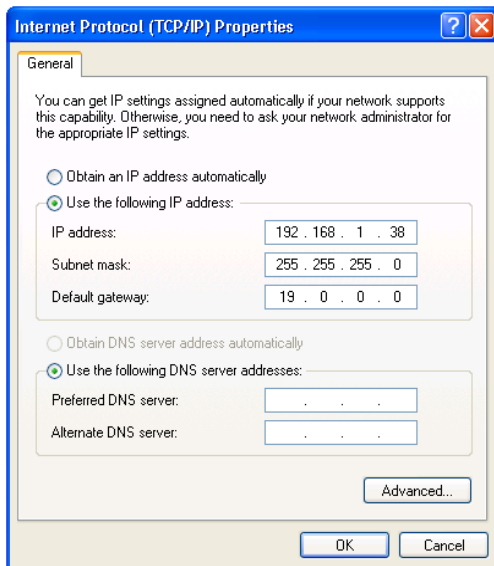 Internet Protocol (TCP/IP) Properties
General
You can get IP settings assigned automatically if your network supports
this capability. Otherwise, you need to ask your network administrator for
the appropriate IP settings.
Obtain an IP address automatically
Use the following IP address:
IP address: 192 . 168 . 1 . 38
Subnet mask: 255 . 255 . 255 . 0
Default gateway: 19 . 0 . 0 . 0
Obtain DNS server address automatically
Use the following DNS server addresses:
Preferred DNS server: . . .
Alternate DNS server: . . .
Advanced...
OK Cancel